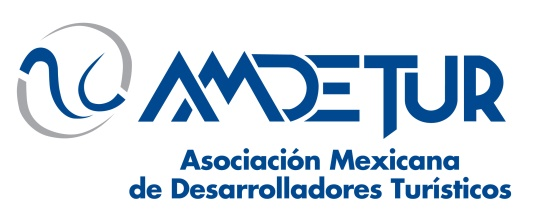 AMDETUR
Asociación Mexicana
de Desarrolladores Turísticos